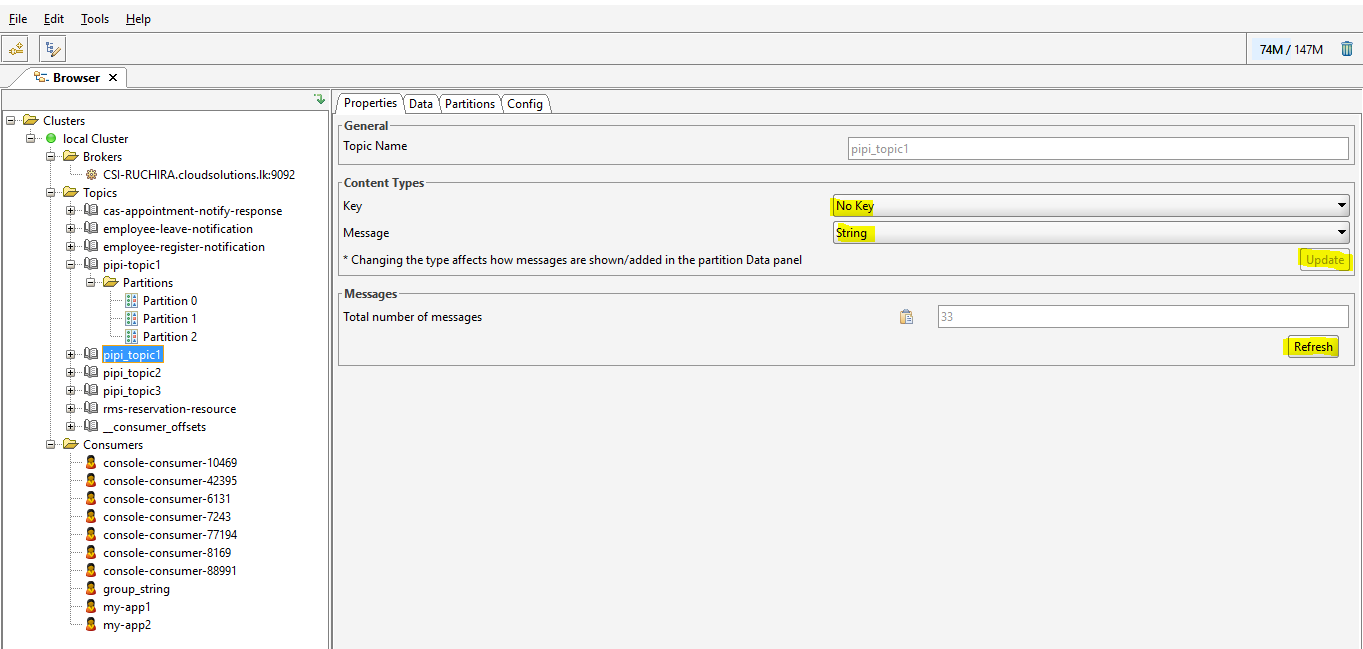 File Edit Tools Help
74M / 147M
Browser
Clusters
local Cluster
Brokers
CSI-RUCHIRA.cloudsolutions.lk:9092
Topics
cas-appointment-notify-response
employee-leave-notification
employee-register-notification
pipi-topic1
Partitions
Partition 0
Partition 1
Partition 2
pipi_topic1
pipi_topic2
pipi_topic3
rms-reservation-resource
__consumer_offsets
Consumers
console-consumer-10469
console-consumer-42395
console-consumer-6131
console-consumer-7243
console-consumer-77194
console-consumer-8169
console-consumer-88991
group_string
my-app1
my-app2
Properties Data Partitions Config
General
Topic Name pipi_topic1
Content Types
Key No Key
Message String
* Changing the type affects how messages are shown/added in the partition Data panel Update
Messages
Total number of messages 33
Refresh